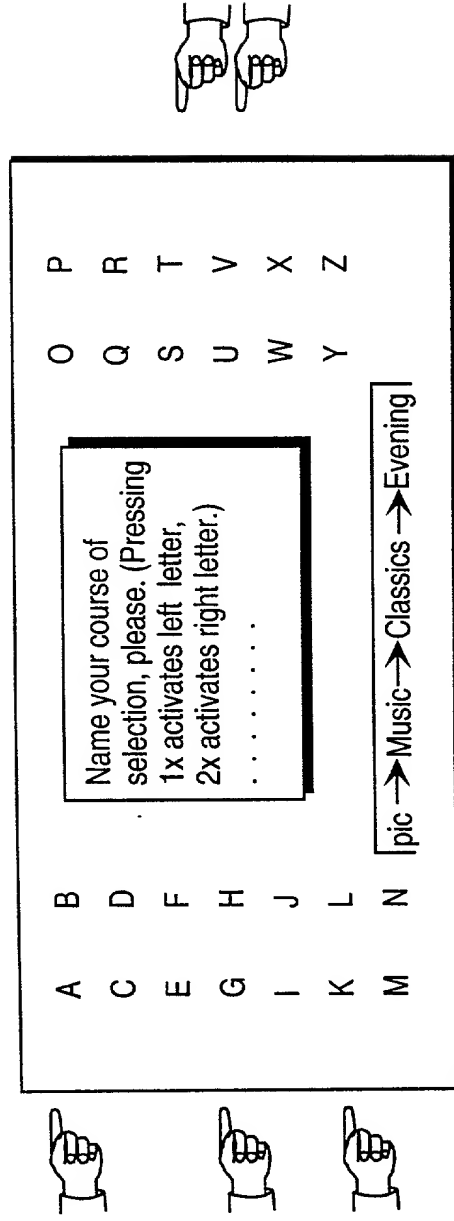 A B
C D
E F
G H
I J
K L
M N
Name your course of
selection, please. (Pressing
1x activates left letter,
2x activates right letter.)
. . . . . . . . .
O P
Q R
S T
U V
W X
Y Z
pic → Music → Classics → Evening